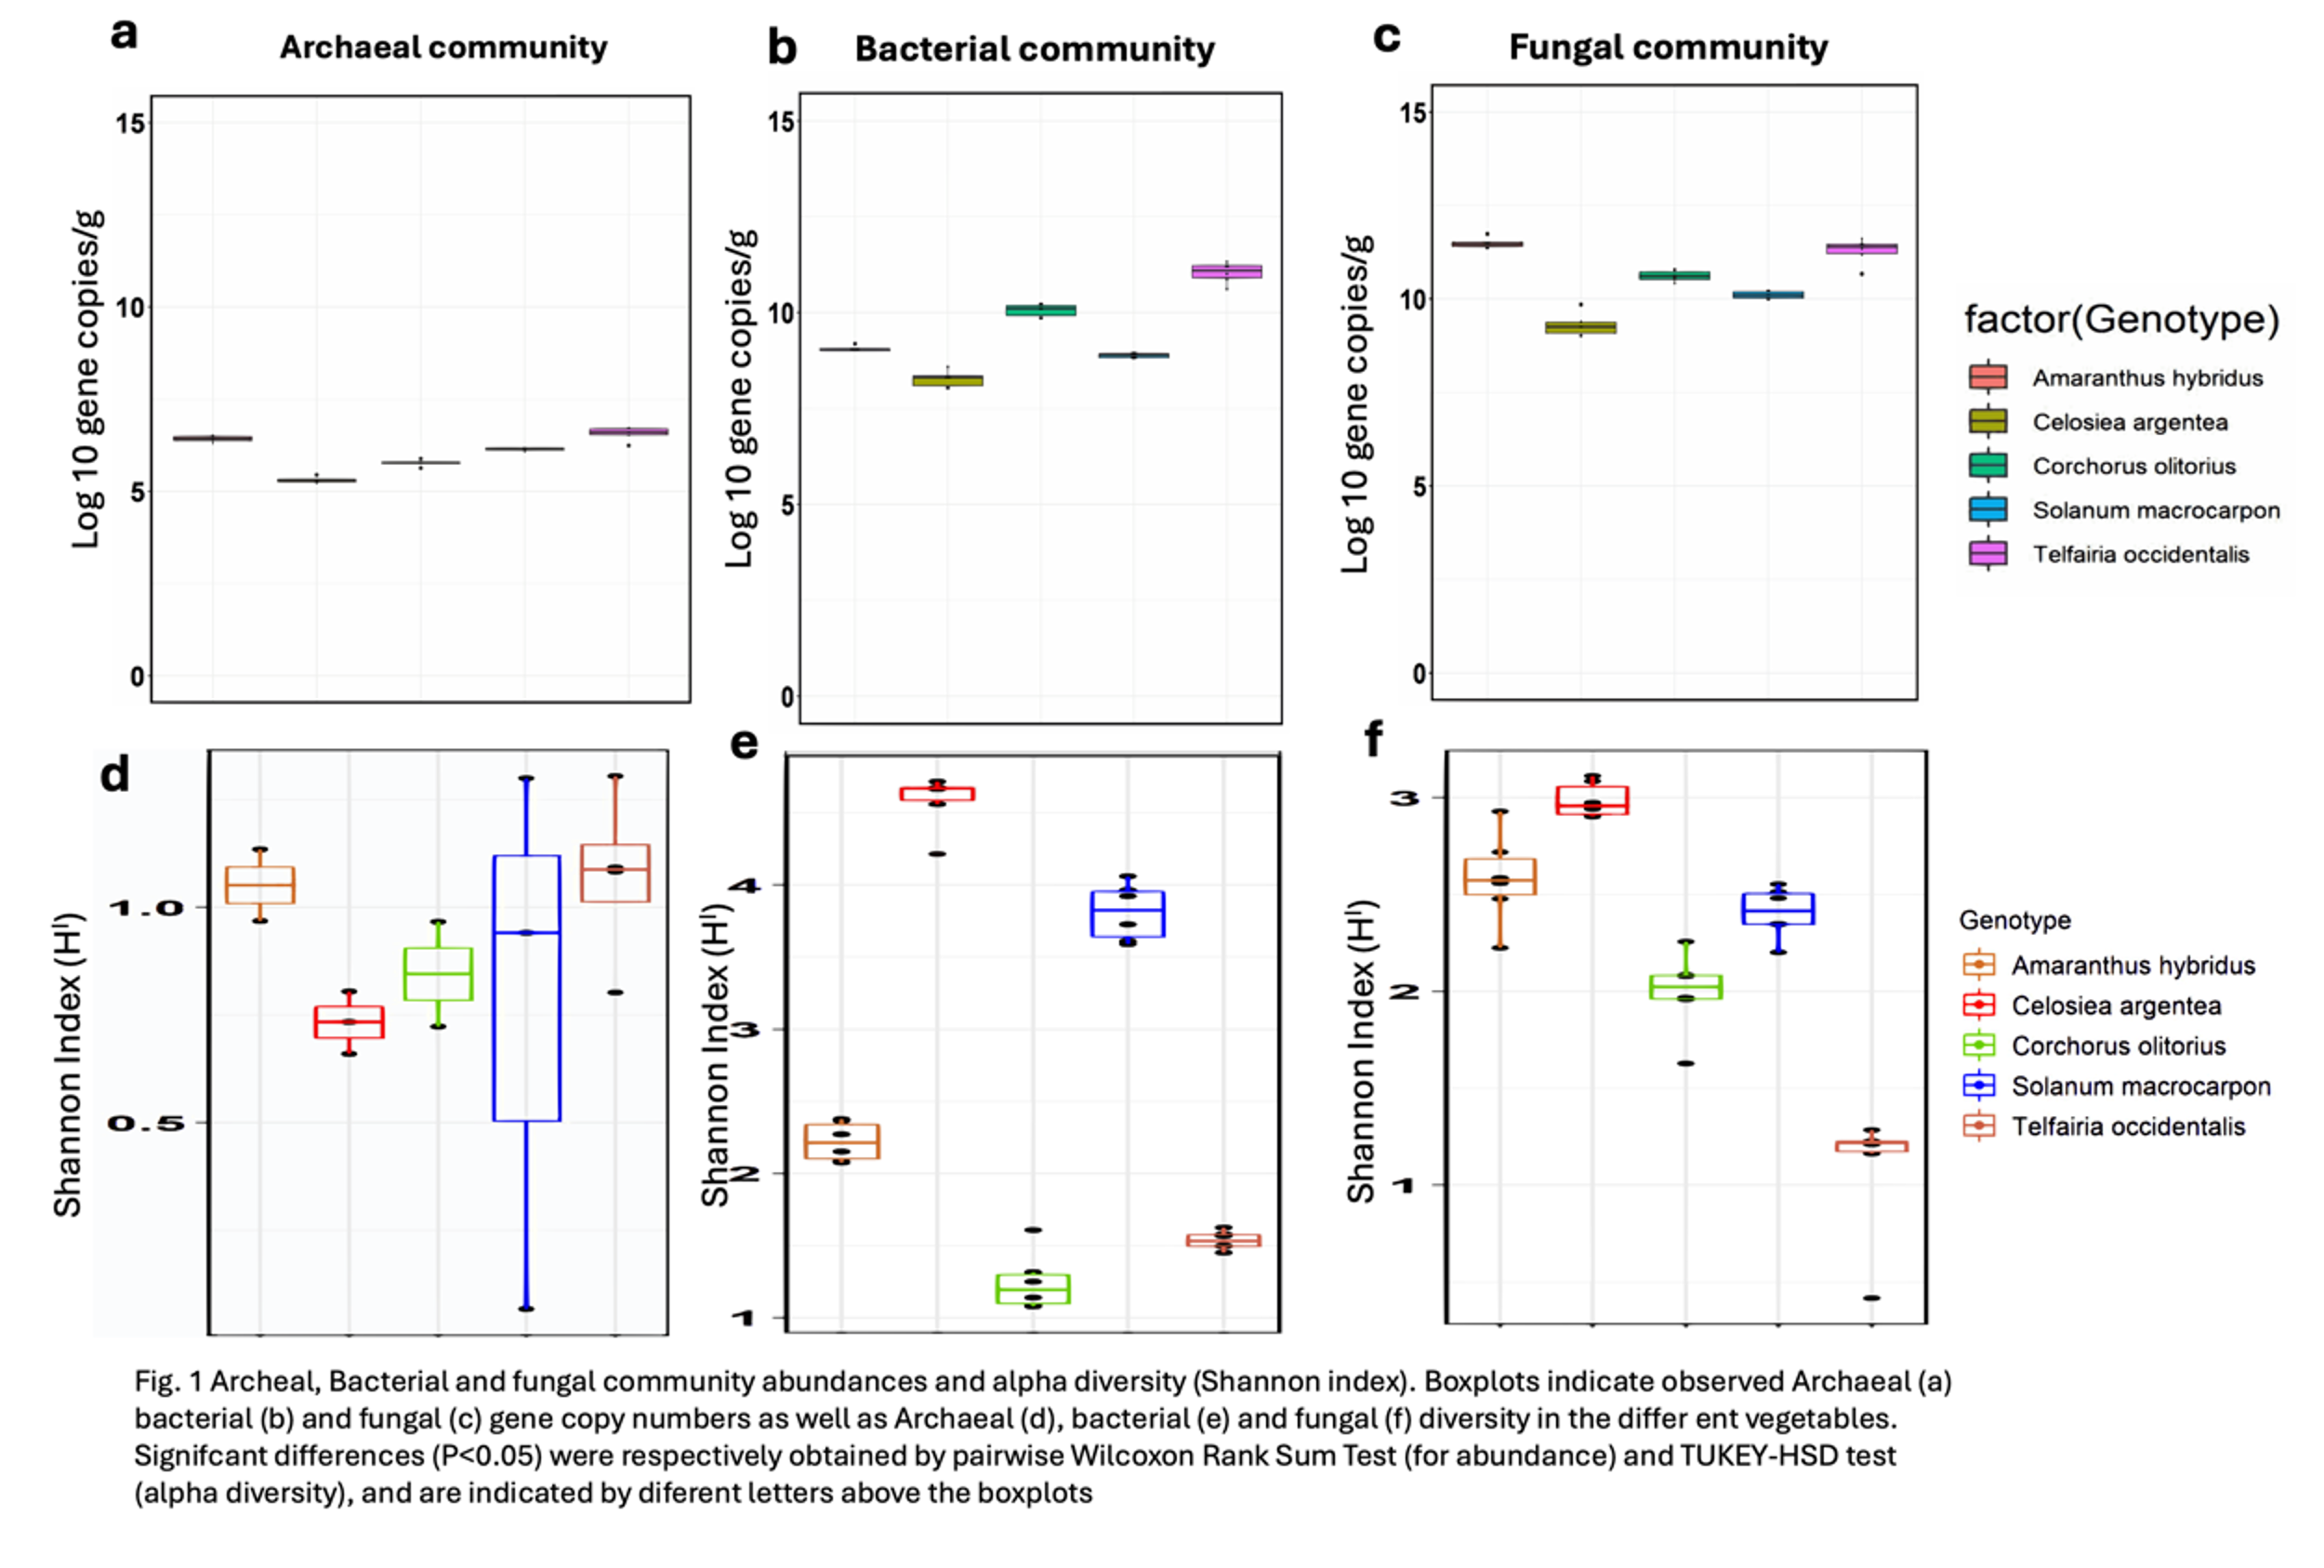 a
Archaeal community
b
Bacterial community
c
Fungal community
Log 10 gene copies/g
15
10
5
0
Log 10 gene copies/g
15
10
5
0
Log 10 gene copies/g
15
10
5
0
factor(Genotype)
Amaranthus hybridus
Celosiea argentea
Corchorus olitorius
Solanum macrocarpon
Telfairia occidentalis
d
Shannon Index (H')
1.0
0.5
e
Shannon Index (H')
4
3
2
1
f
Shannon Index (H')
3
2
1
Genotype
Amaranthus hybridus
Celosiea argentea
Corchorus olitorius
Solanum macrocarpon
Telfairia occidentalis
Fig. 1 Archeal, Bacterial and fungal community abundances and alpha diversity (Shannon index). Boxplots indicate observed Archaeal (a)
bacterial (b) and fungal (c) gene copy numbers as well as Archaeal (d), bacterial (e) and fungal (f) diversity in the differ ent vegetables.
Signifcant differences (P<0.05) were respectively obtained by pairwise Wilcoxon Rank Sum Test (for abundance) and TUKEY-HSD test
(alpha diversity), and are indicated by diferent letters above the boxplots